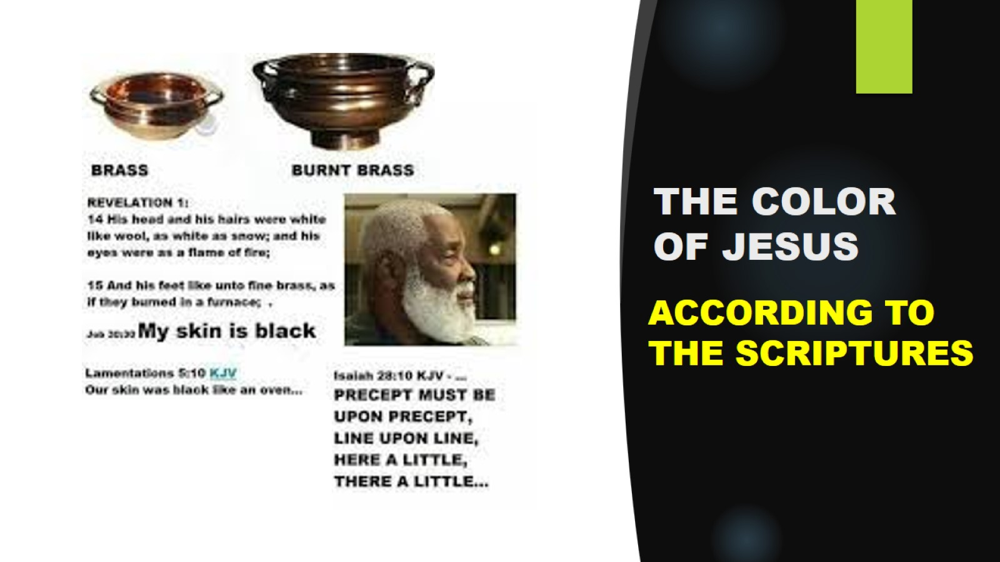 BRASS
BURNT BRASS
REVELATION 1:
14 His head and his hairs were white
like wool, as white as snow; and his
eyes were as a flame of fire;
15 And his feet like unto fine brass, as
if they burned in a furnace; .
Job 30:30 My skin is black
Lamentations 5:10 KJV
Our skin was black like an oven...
Isaiah 28:10 KJV - ...
PRECEPT MUST BE
UPON PRECEPT,
LINE UPON LINE,
HERE A LITTLE,
THERE A LITTLE...
THE COLOR
OF JESUS
ACCORDING TO
THE SCRIPTURES